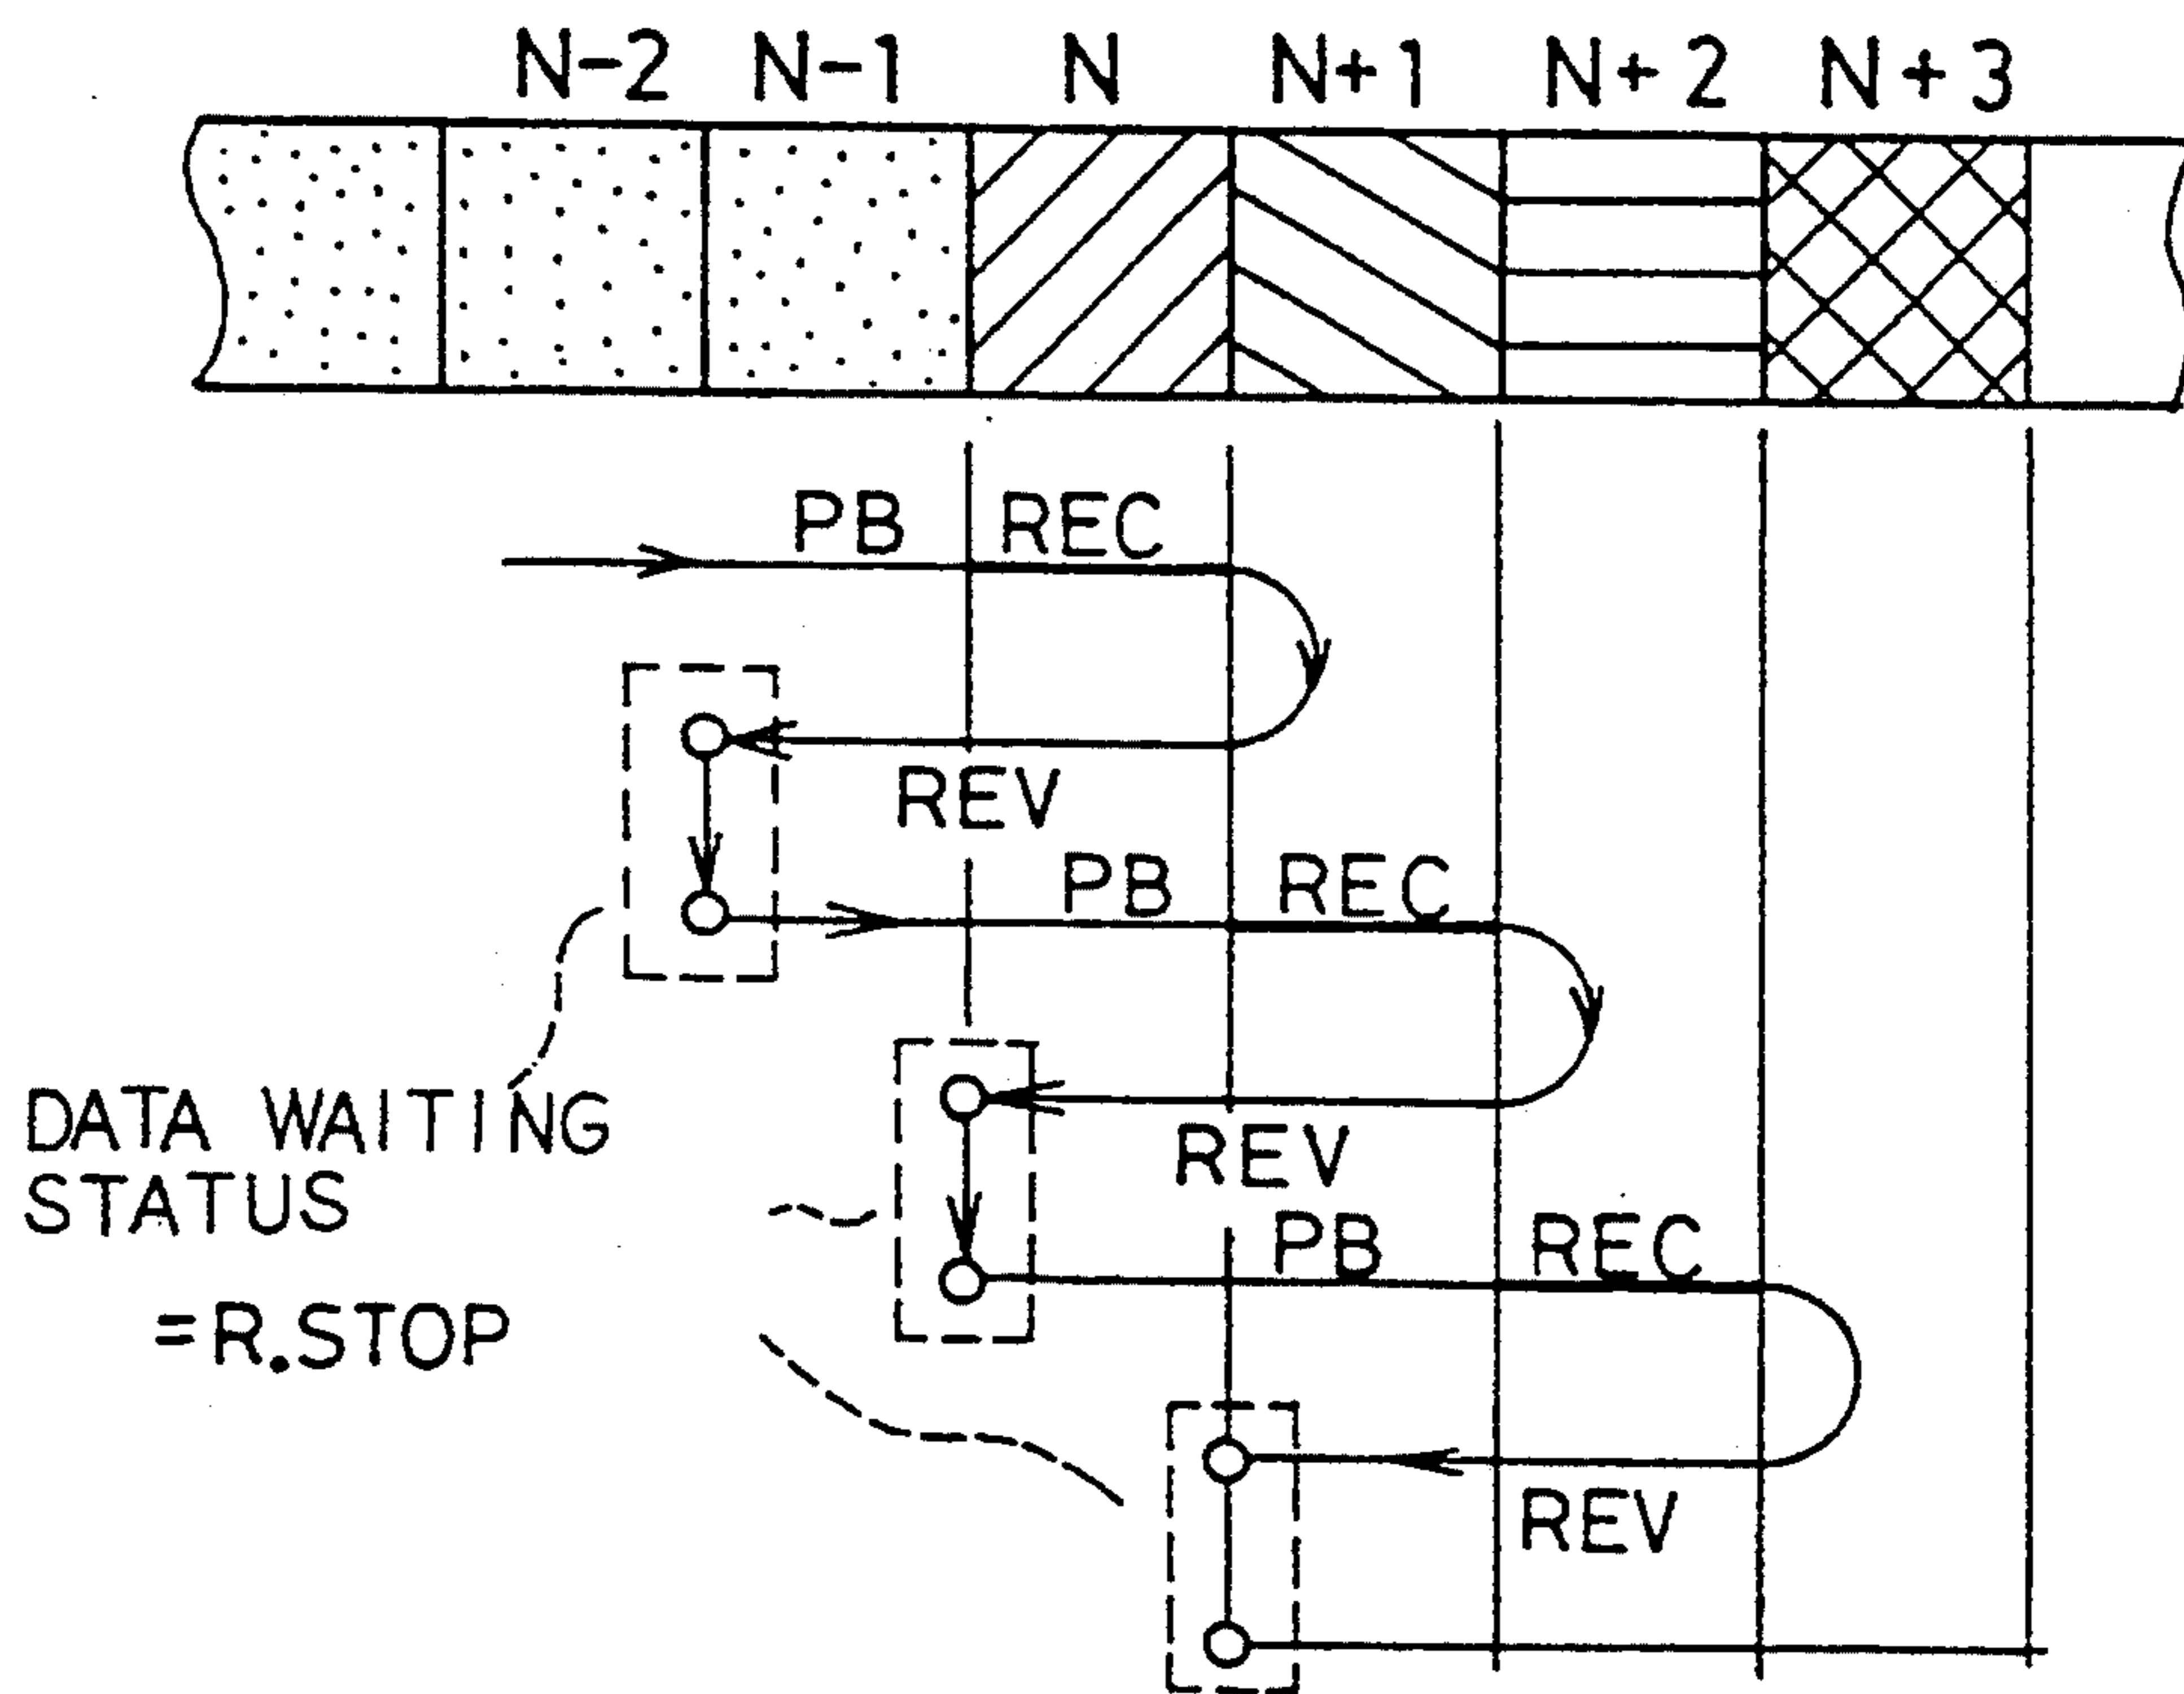 N-2 N-1 N N+1 N+2 N+3
PB REC
REV
PB REC
DATA WAITING
STATUS
REV
PB REC
=R.STOP
REV